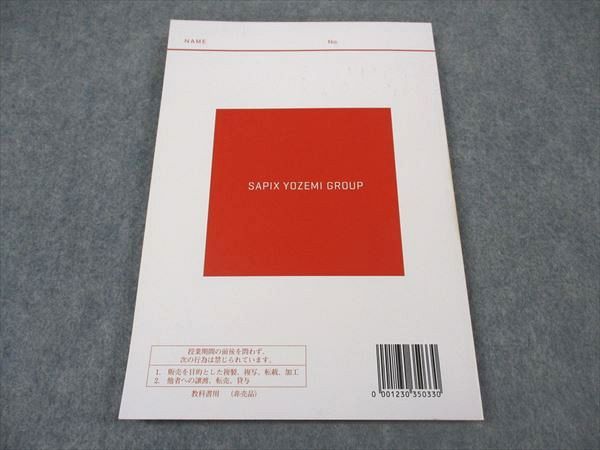 NAME No.
SAPIX YOZEMI GROUP
授業期間の前後を問わず、
次の行為は禁じられています。
1. 販売を目的とした複製、複写、転載、加工
2. 他者への譲渡、転売、貸与
教科書用 (非売品)
0 001230 350330